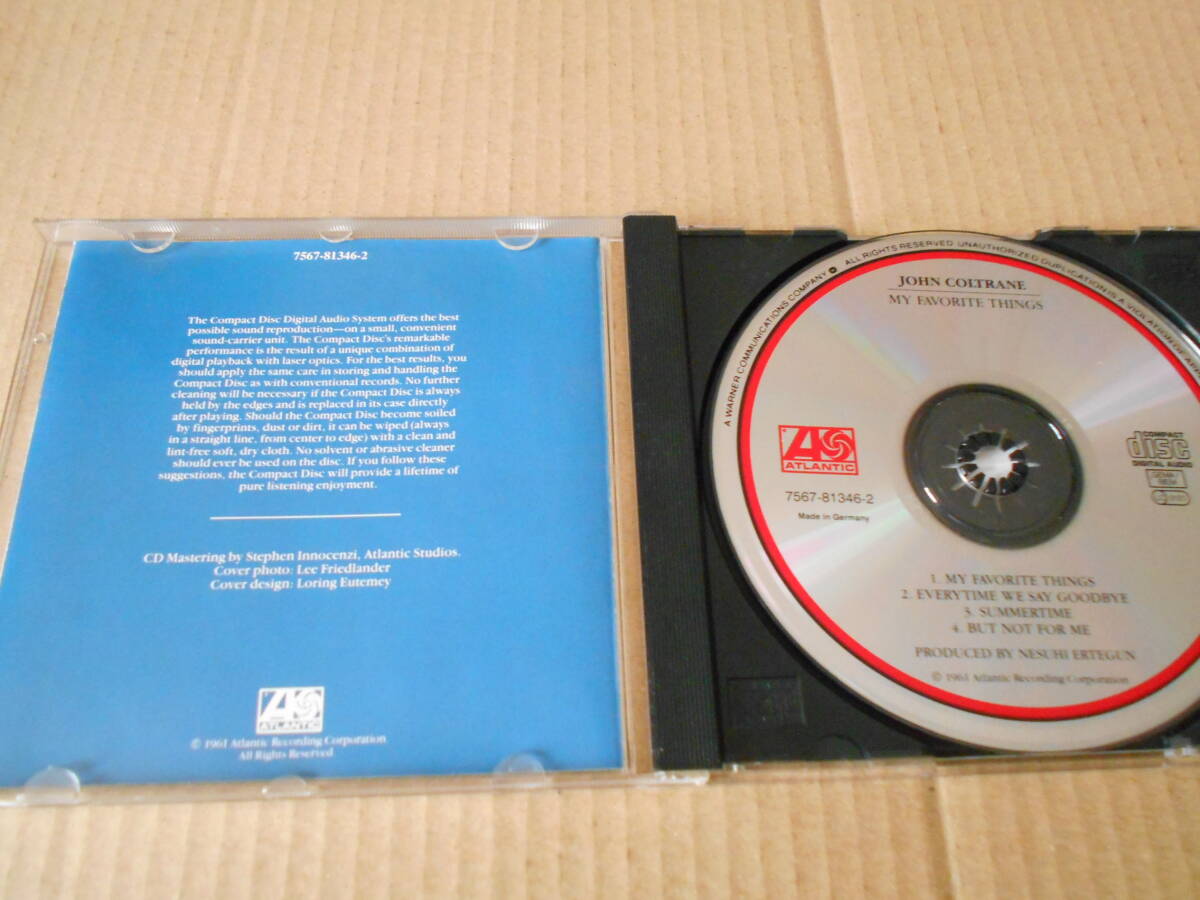 7567-81346-2
The Compact Disc Digital Audio System offers the best
possible sound reproduction—on a small, convenient
sound-carrier unit. The Compact Disc's remarkable
performance is the result of a unique combination of
digital playback with laser optics. For the best results, you
should apply the same care in storing and handling the
Compact Disc as with conventional records. No further
cleaning will be necessary if the Compact Disc is always
held by the edges and is replaced in its case directly
after playing. Should the Compact Disc become soiled
by fingerprints, dust or dirt, it can be wiped (always
in a straight line, from center to edge) with a clean and
lint-free soft, dry cloth. No solvent or abrasive cleaner
should ever be used on the disc. If you follow these
suggestions, the Compact Disc will provide a lifetime of
pure listening enjoyment.
CD Mastering by Stephen Innocenzi, Atlantic Studios.
Cover photo: Lee Friedlander
Cover design: Loring Eutemey
ATLANTIC
© 1961 Atlantic Recording Corporation
All Rights Reserved
A WARNER COMMUNICATIONS COMPANY ALL RIGHTS RESERVED UNAUTHORIZED DUPLICATION IS A VIOLATION OF
JOHN COLTRANE
MY FAVORITE THINGS
ATLANTIC
7567-81346-2
Made in Germany
COMPACT
disc
DIGITAL AUDIO
GEMA
BIEM
1. MY FAVORITE THINGS
2. EVERYTIME WE SAY GOODBYE
3. SUMMERTIME
4. BUT NOT FOR ME
PRODUCED BY NESUHI ERTEGUN
© 1961 Atlantic Recording Corporation